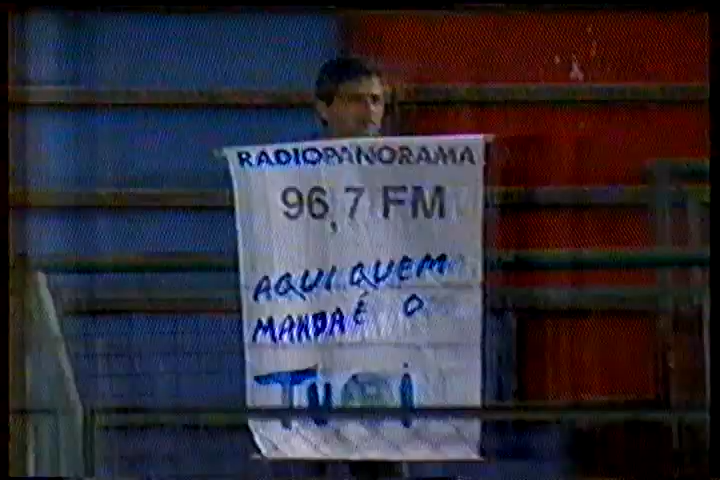 RADIOPANORAMA
96,7 FM
AQUI QUEM
MANDA É O
TUPI